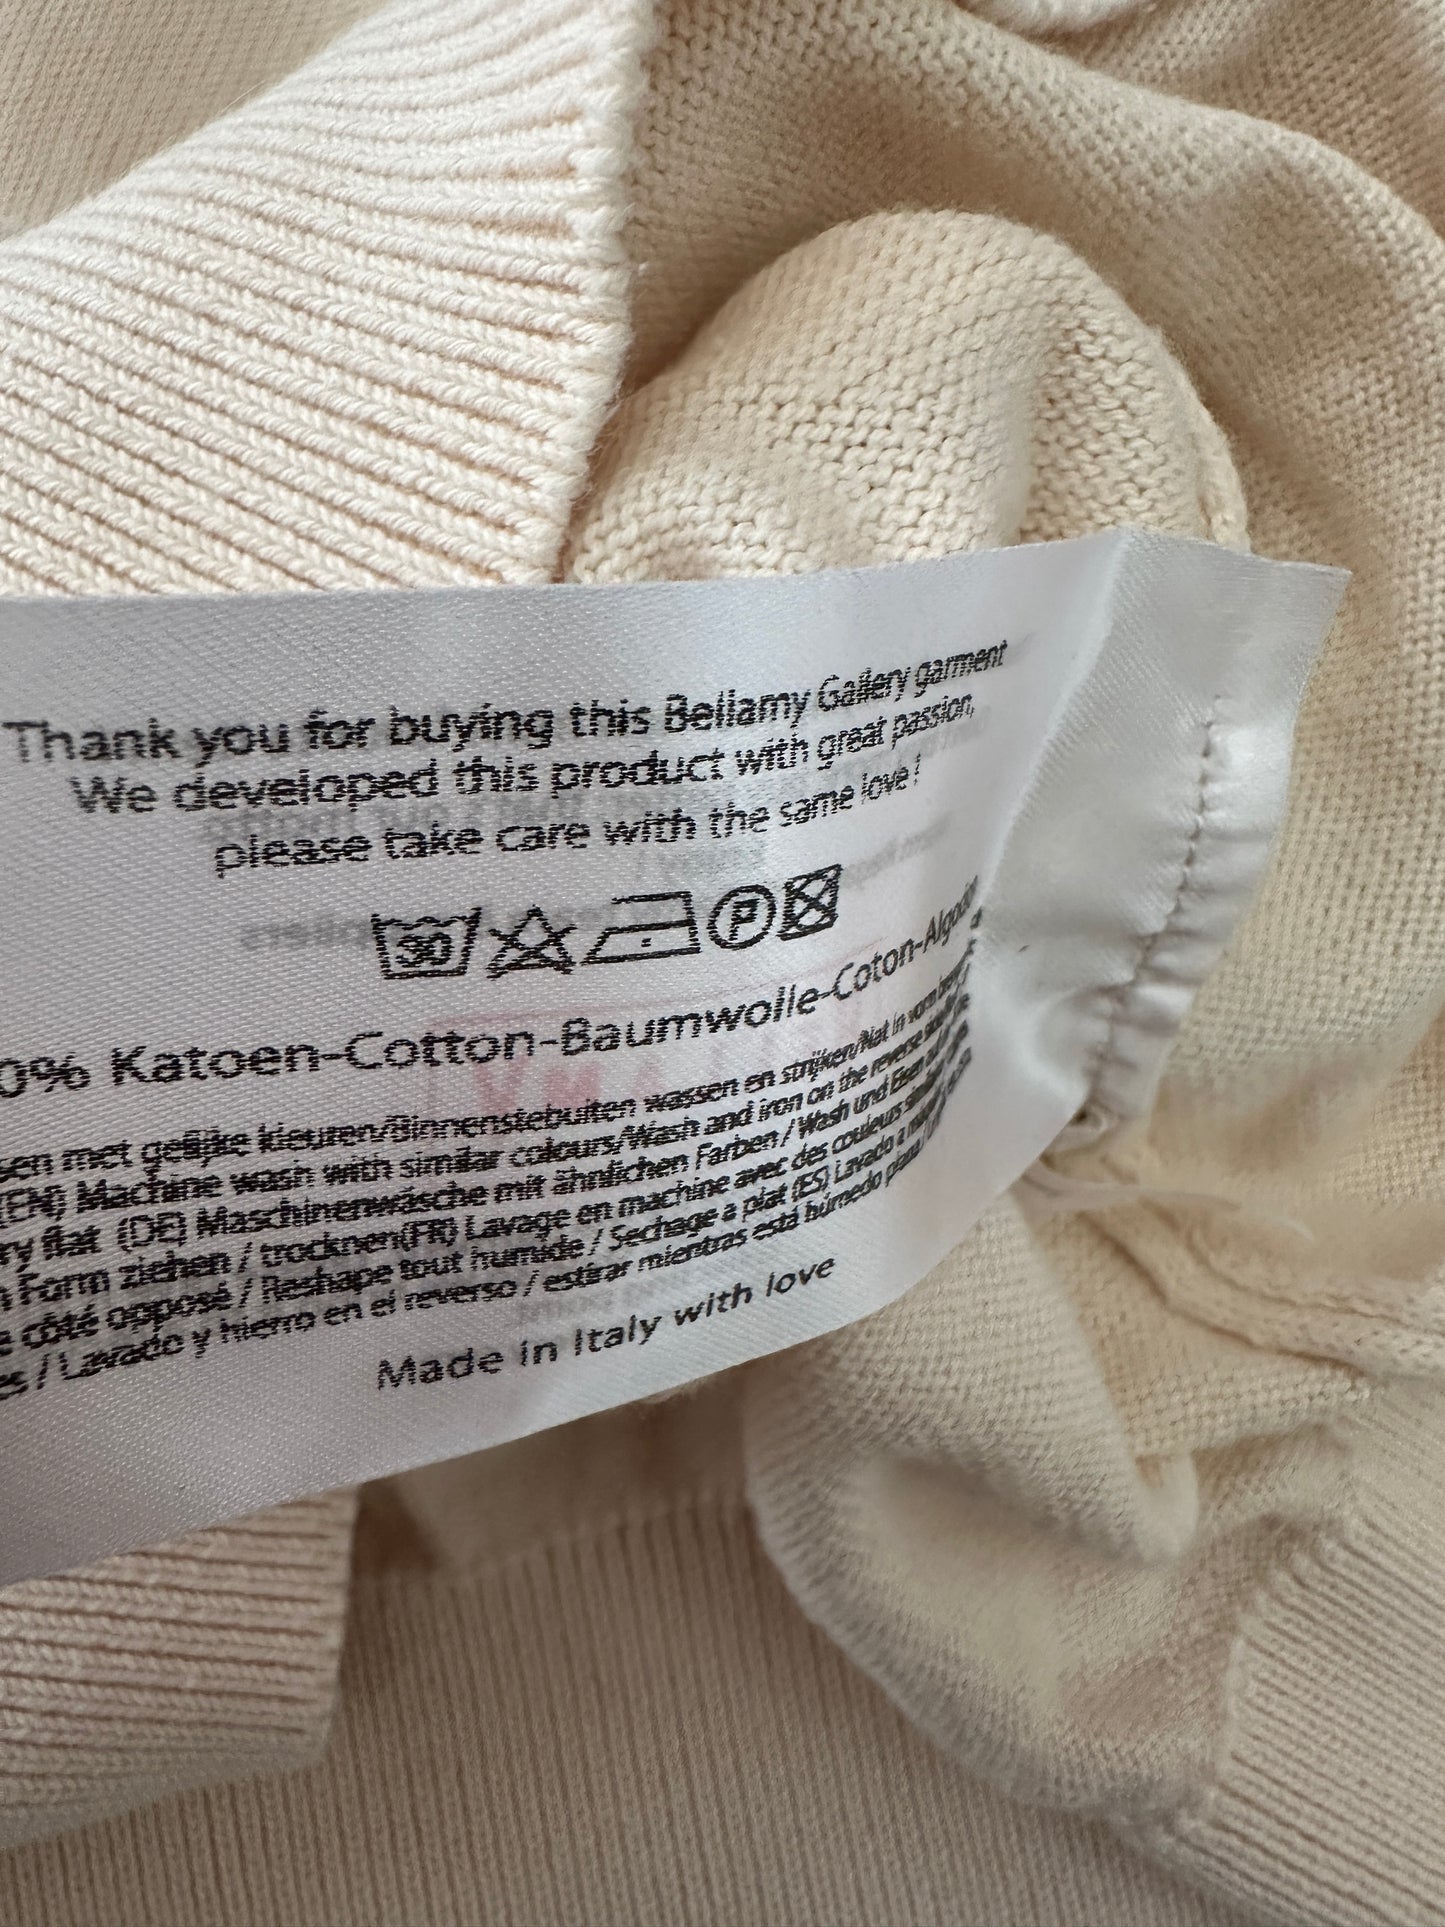 Thank you for buying this Bellamy Gallery garment
We developed this product with great passion,
please take care with the same love!
30 P
0% Katoen-Cotton-Baumwolle-Coton-Algodon
sen met gelijke kleuren/Binnenstebuiten wassen en strijken/Nat in vorm
(EN) Machine wash with similar colours/Wash and iron on the reverse
ry flat (DE) Maschinenwäsche mit ähnlichen Farben / Wash und Eisen auf
n Form ziehen / trocknen(FR) Lavage en machine avec des couleurs
e côté opposé / Reshape tout humide / Sechage a plat (ES) Lavado a
es / Lavado y hierro en el reverso / estirar mientras está húmedo
Made in Italy with love